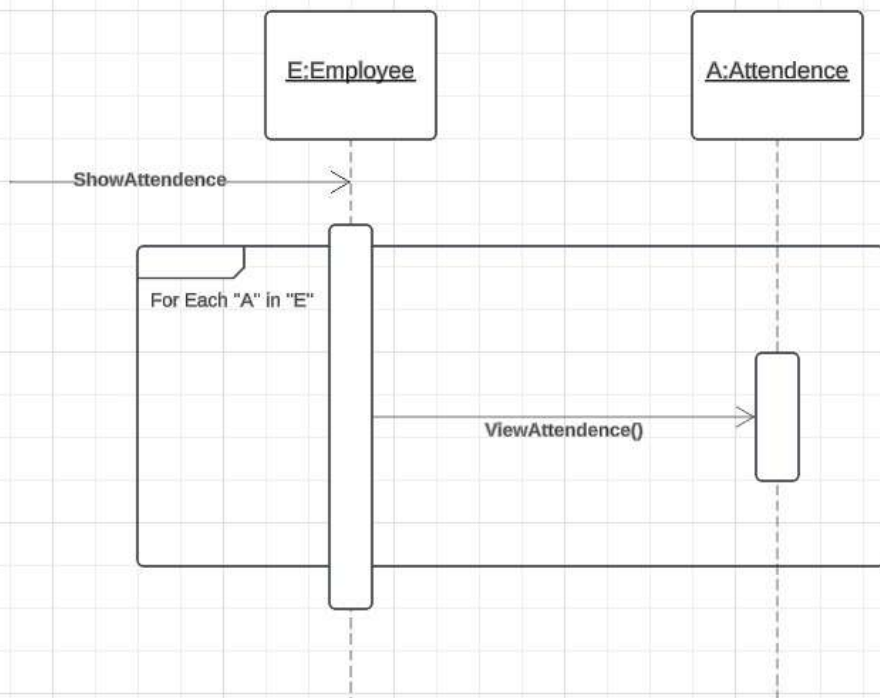 E:Employee
A:Attendence
ShowAttendence
For Each "A" in "E"
ViewAttendence()